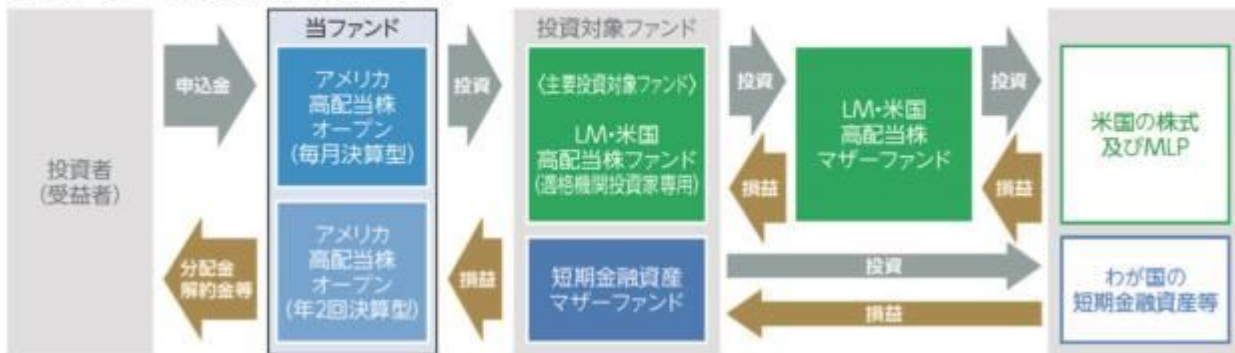 投資者
(受益者)
申込金
分配金
解約金等
当ファンド
アメリカ
高配当株
オープン
(毎月決算型)
アメリカ
高配当株
オープン
(年2回決算型)
投資
損益
投資対象ファンド
〈主要投資対象ファンド〉
LM・米国
高配当株ファンド
(適格機関投資家専用)
短期金融資産
マザーファンド
投資
損益
LM・米国
高配当株
マザーファンド
投資
損益
投資
損益
米国の株式
及びMLP
わが国の
短期金融資産等